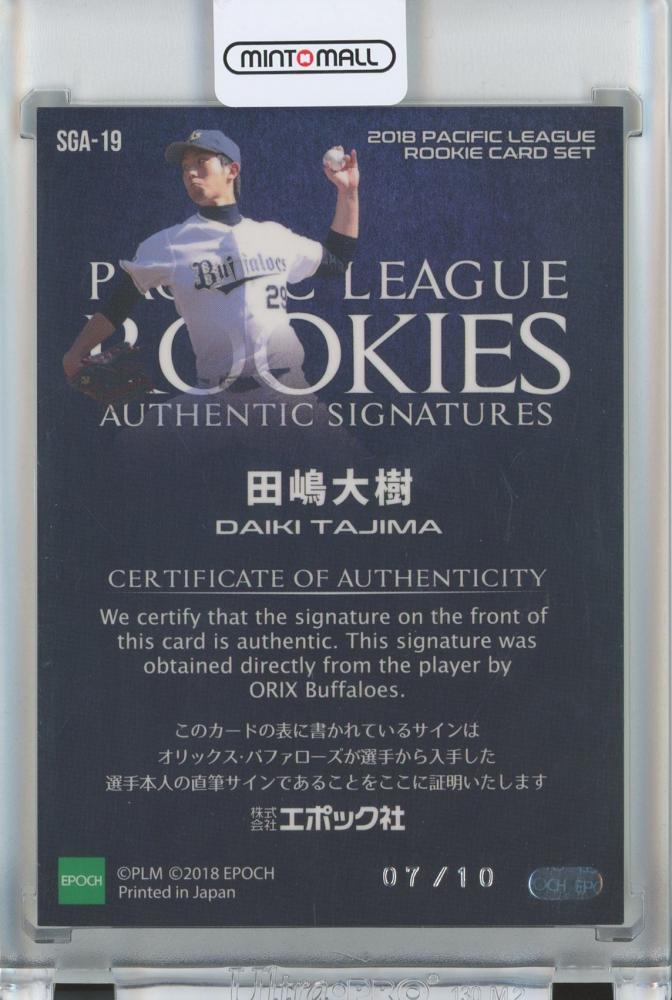 MINTOMALL
SGA-19
2018 PACIFIC LEAGUE
ROOKIE CARD SET
Buffaloes
29
LEAGUE
ROOKIES
AUTHENTIC SIGNATURES
田嶋大樹
DAIKI TAJIMA
CERTIFICATE OF AUTHENTICITY
We certify that the signature on the front of
this card is authentic. This signature was
obtained directly from the player by
ORIX Buffaloes.
このカードの表に書かれているサインは
オリックス・バファローズが選手から入手した
選手本人の直筆サインであることをここに証明いたします
株式会社エポック社
EPOCH
©PLM ©2018 EPOCH
Printed in Japan
07/10
OCH EPO
Ultra PRO® 130 M2